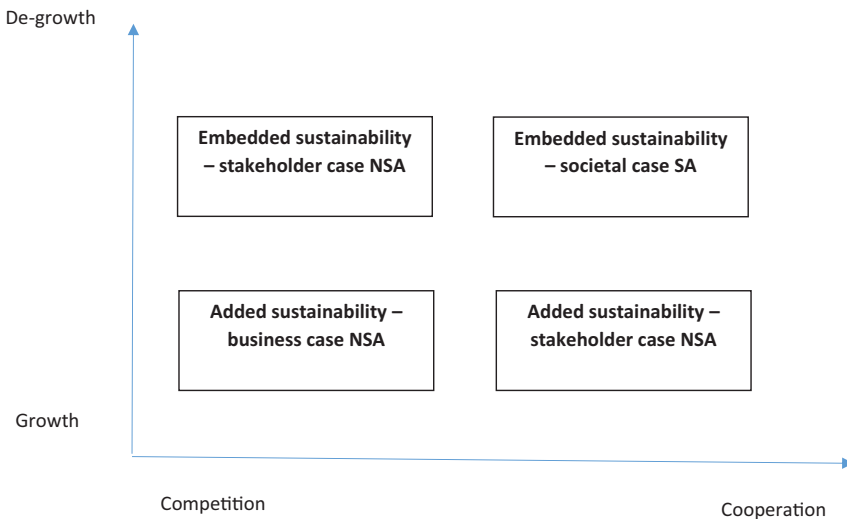 De-growth
Embedded sustainability
– stakeholder case NSA
Embedded sustainability
– societal case SA
Added sustainability –
business case NSA
Added sustainability –
stakeholder case NSA
Growth
Competition
Cooperation